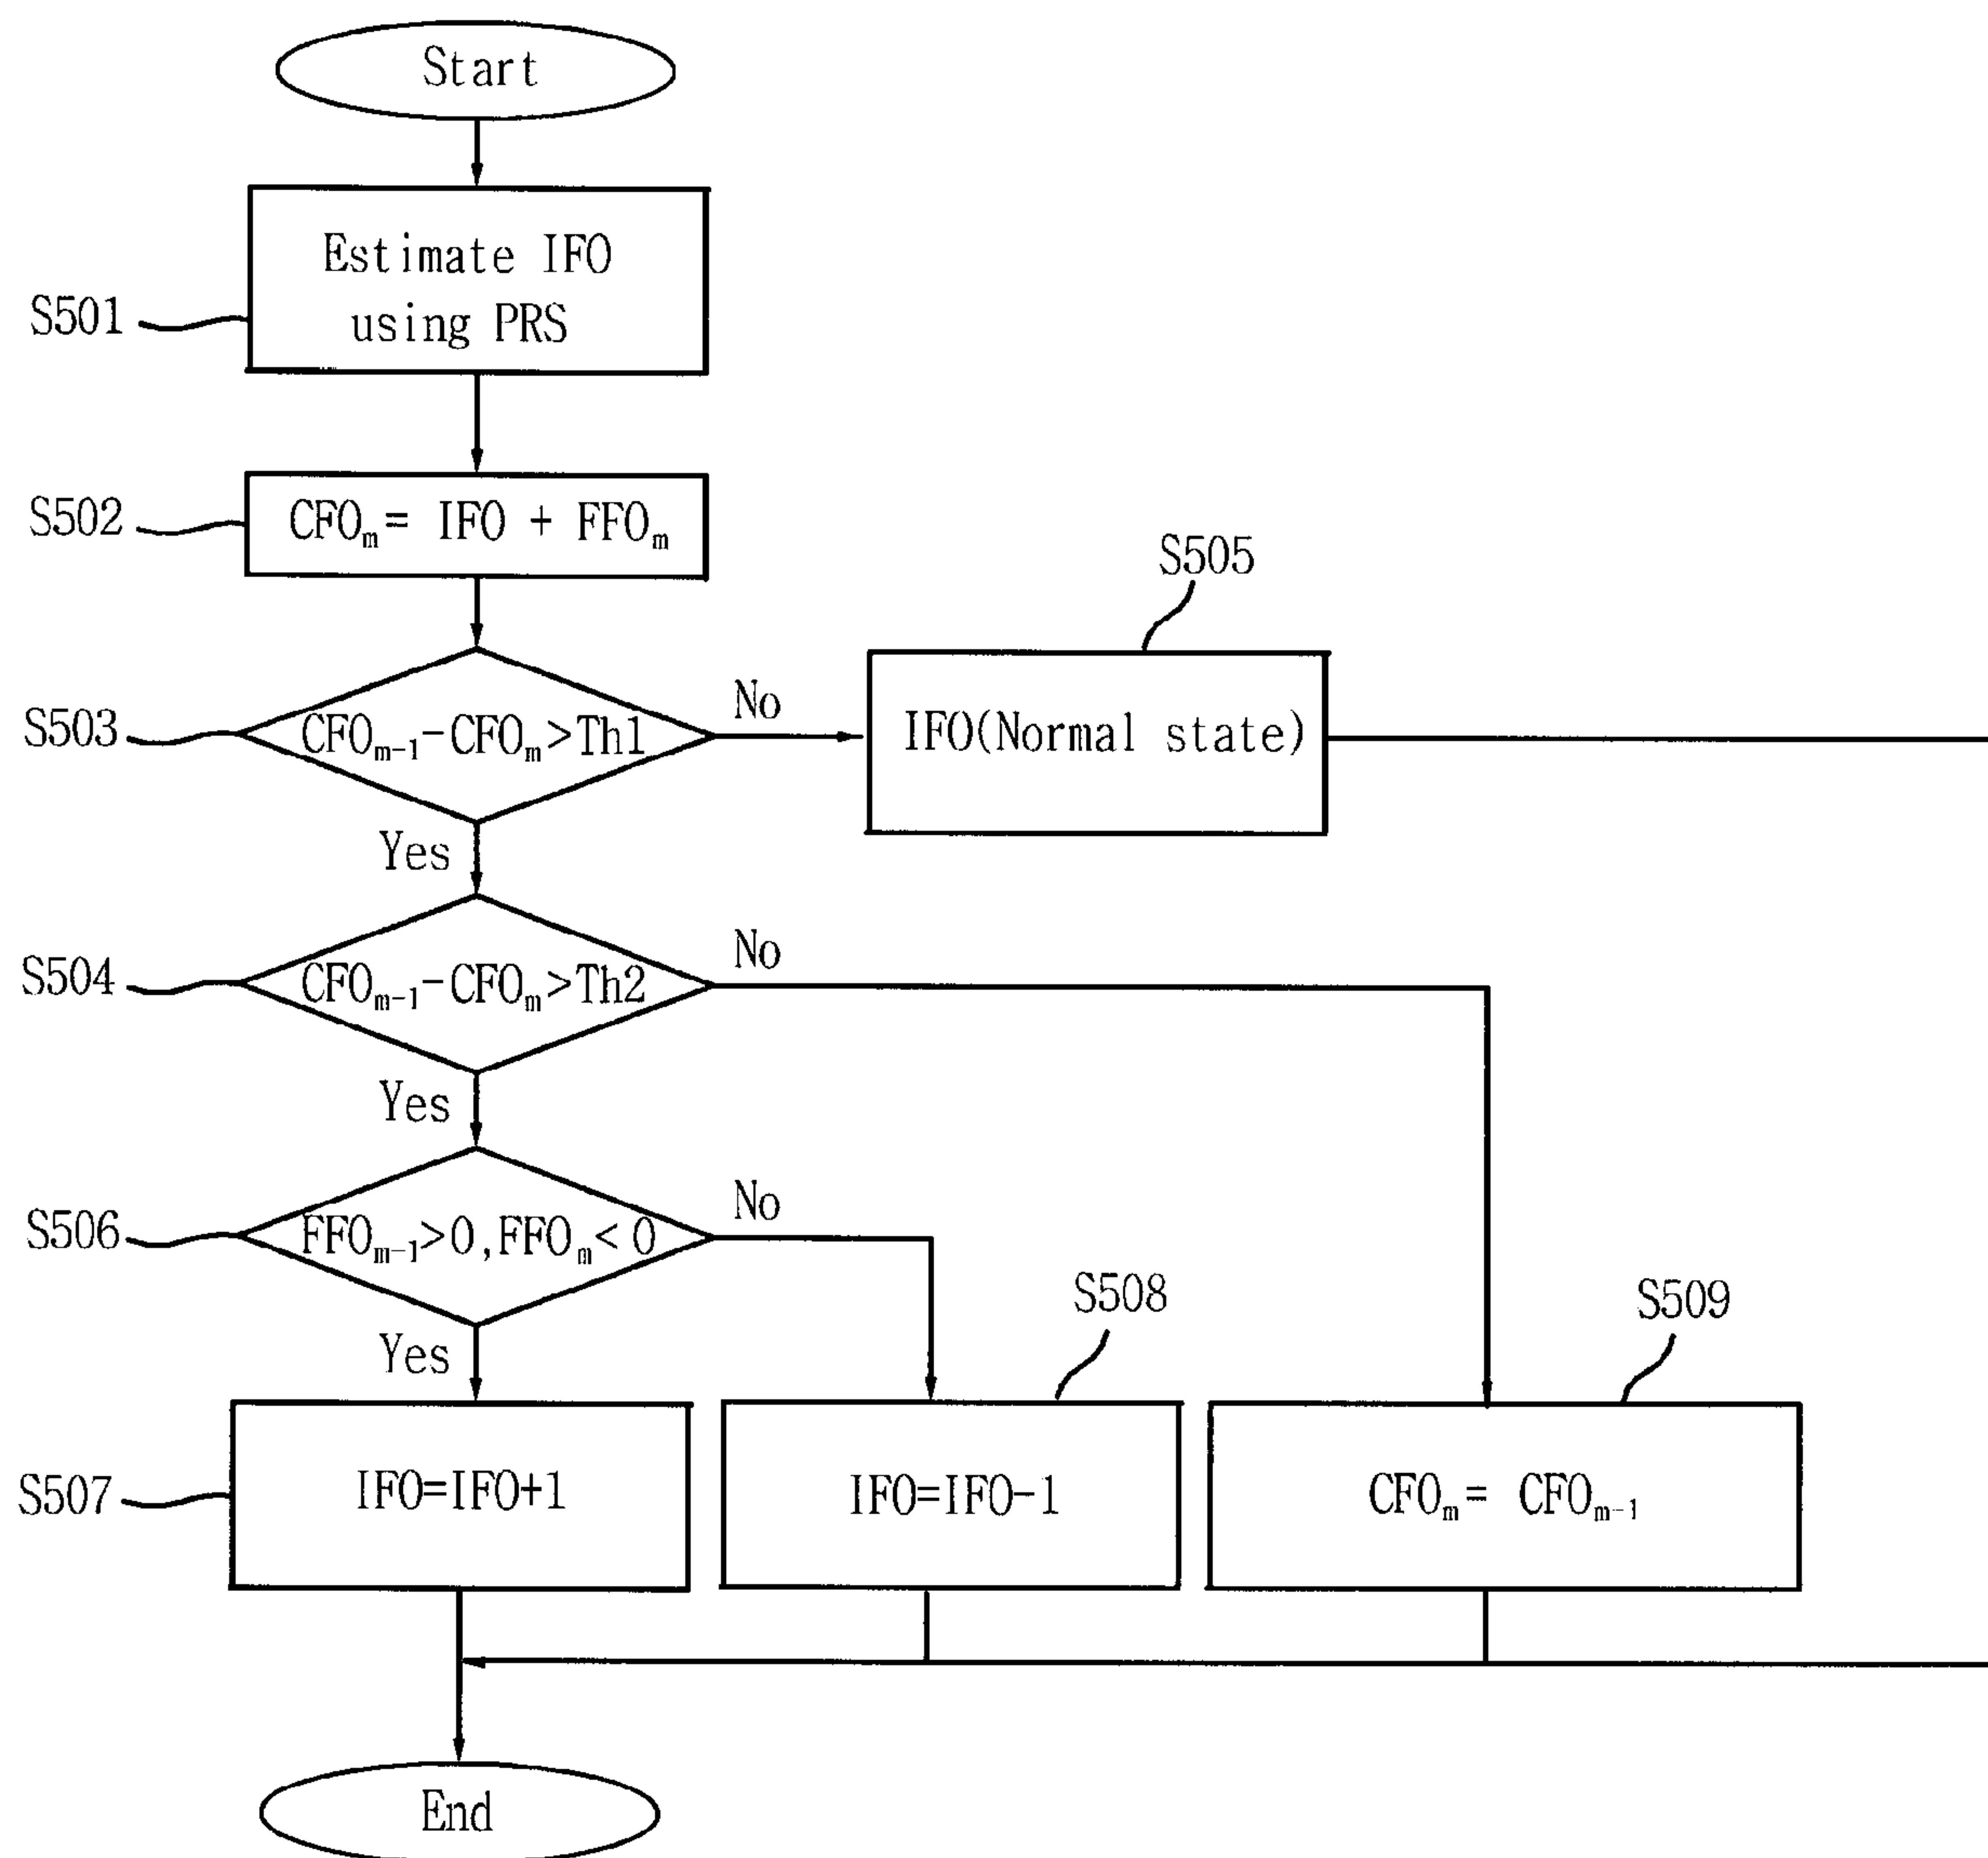 Start
Estimate IFO
using PRS
S501
S502
CFOₘ= IFO + FFOₘ
S505
S503
CFOₘ₋₁-CFOₘ>Th1
No
IFO(Normal state)
Yes
S504
CFOₘ₋₁-CFOₘ>Th2
No
Yes
S506
FFOₘ₋₁>0,FFOₘ< 0
No
S508
S509
Yes
S507
IFO=IFO+1
IFO=IFO-1
CFOₘ= CFOₘ₋₁
End